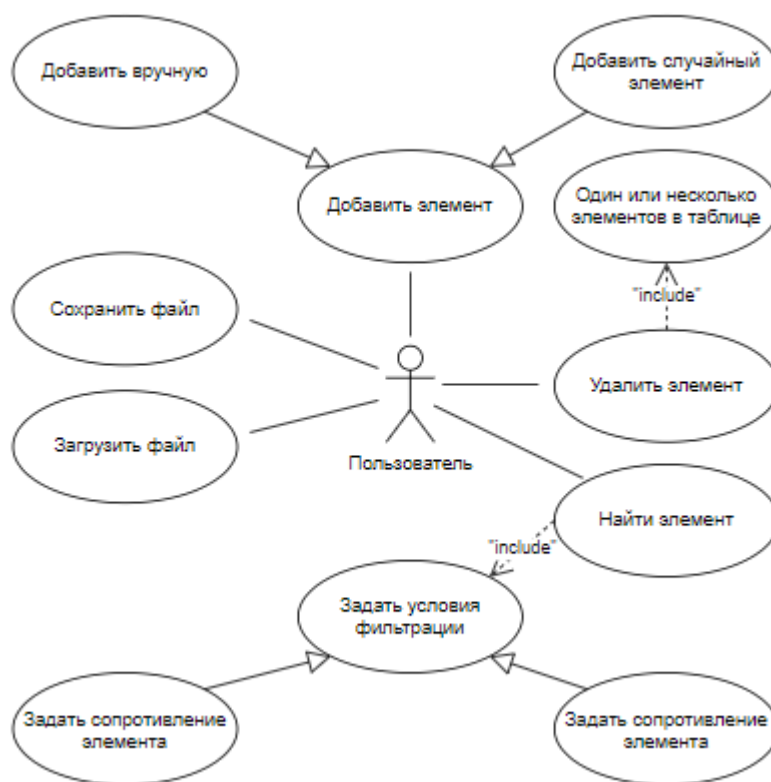 Добавить вручную
Добавить случайный
элемент
Добавить элемент
Один или несколько
элементов в таблице
Сохранить файл
"include"
Удалить элемент
Загрузить файл
Пользователь
Найти элемент
"include"
Задать условия
фильтрации
Задать сопротивление
элемента
Задать сопротивление
элемента